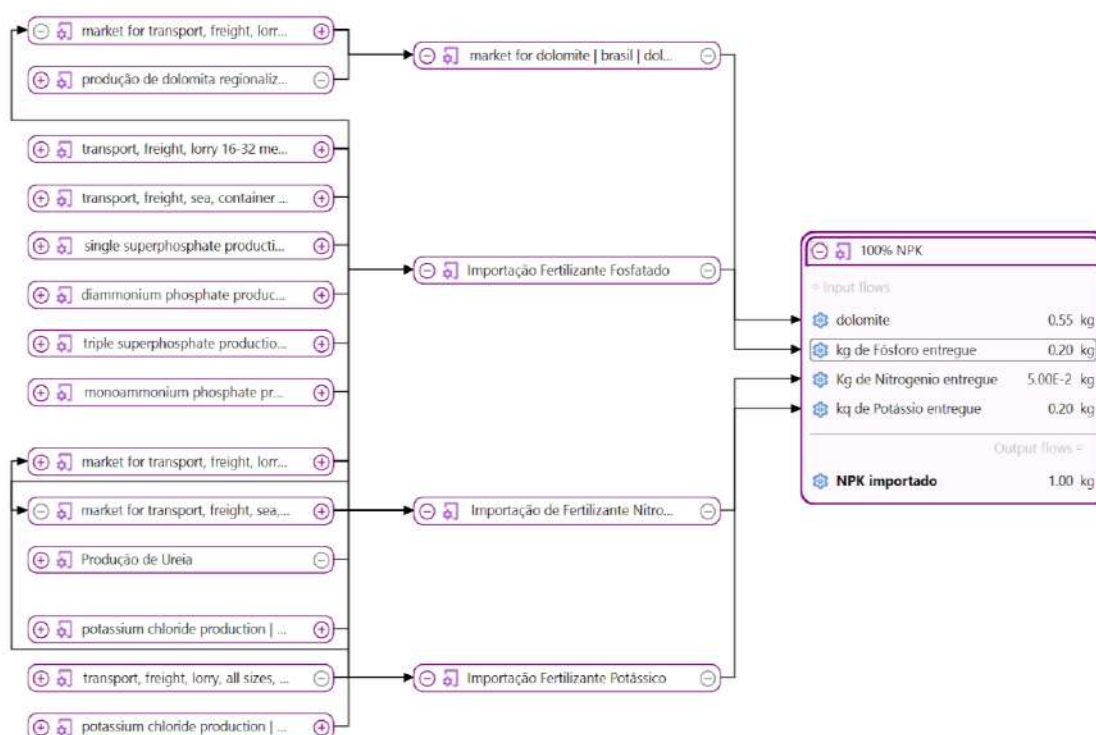 market for transport, freight, lorr...
produção de dolomita regionaliz...
transport, freight, lorry 16-32 me...
transport, freight, sea, container ...
single superphosphate producti...
diammonium phosphate produc...
triple superphosphate productio...
monoammonium phosphate pr...
market for transport, freight, lorr...
market for transport, freight, sea,...
Produção de Ureia
potassium chloride production | ...
transport, freight, lorry, all sizes, ...
potassium chloride production | ...
market for dolomite | brasil | dol...
Importação Fertilizante Fosfatado
Importação de Fertilizante Nitro...
Importação Fertilizante Potássico
100% NPK
= Input flows
dolomite 0.55 kg
kg de Fósforo entregue 0.20 kg
Kg de Nitrogenio entregue 5.00E-2 kg
kg de Potássio entregue 0.20 kg
Output flows =
NPK importado 1.00 kg